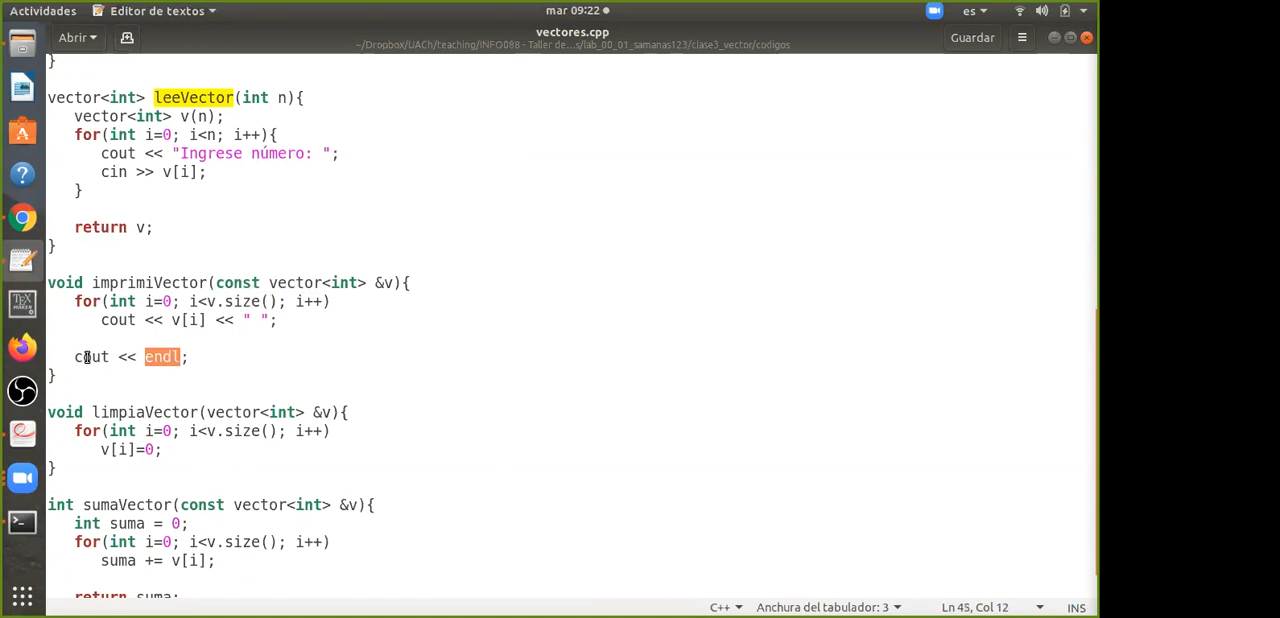 Actividades Editor de textos mar 09:22 es
Abrir vectores.cpp Guardar
~/Dropbox/UACh/teaching/INFO088 - Taller de…s/lab_00_01_samanas123/clase3_vector/codigos
}
vector<int> leeVector(int n){
vector<int> v(n);
for(int i=0; i<n; i++){
cout << "Ingrese número: ";
cin >> v[i];
}
return v;
}
void imprimiVector(const vector<int> &v){
for(int i=0; i<v.size(); i++)
cout << v[i] << " ";
cout << endl;
}
void limpiaVector(vector<int> &v){
for(int i=0; i<v.size(); i++)
v[i]=0;
}
int sumaVector(const vector<int> &v){
int suma = 0;
for(int i=0; i<v.size(); i++)
suma += v[i];
return suma;
C++ Anchura del tabulador: 3 Ln 45, Col 12 INS